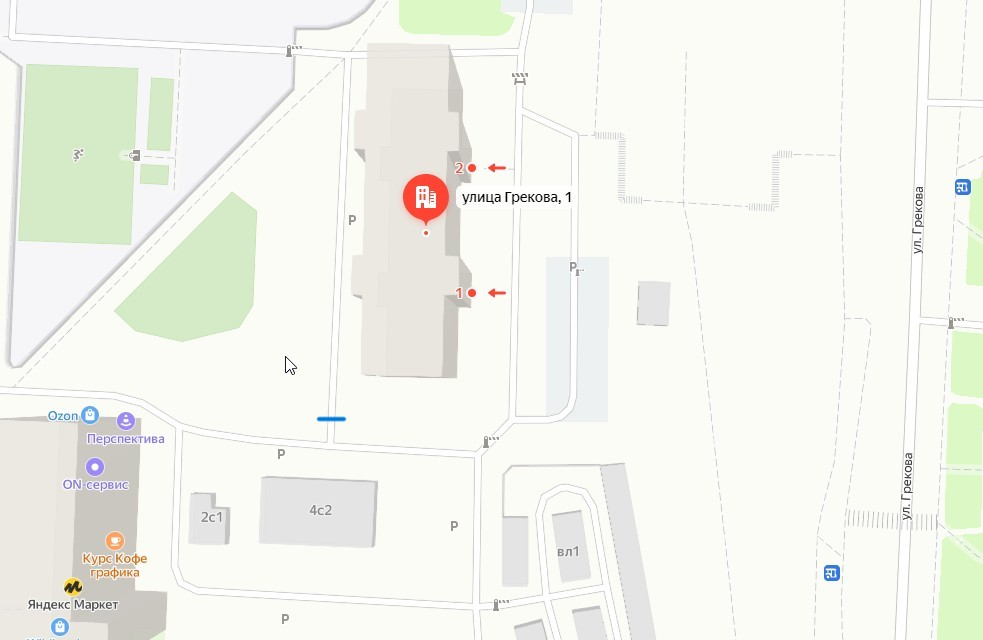 2
улица Грекова, 1
P
ул. Грекова
P...
1
Ozon
Перспектива
P
ON-сервис
ул. Грекова
2с1
4с2
P
вл1
Курс Кофе
графика
Яндекс Маркет
P